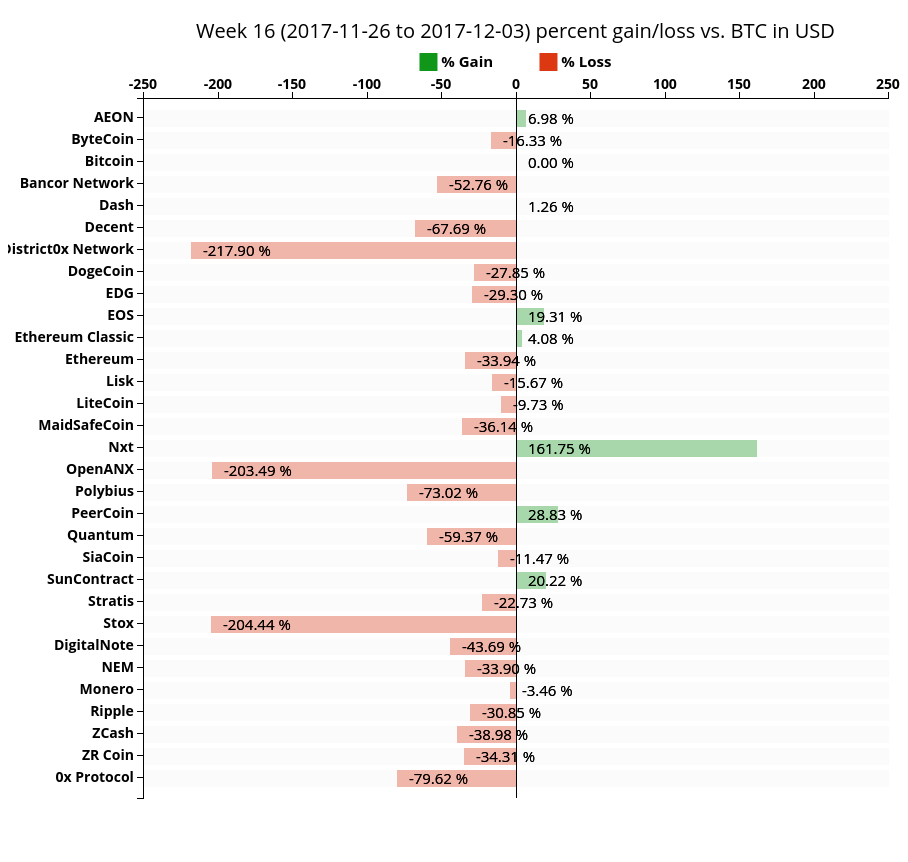 Week 16 (2017-11-26 to 2017-12-03) percent gain/loss vs. BTC in USD
% Gain % Loss
-250 -200 -150 -100 -50 0 50 100 150 200 250
AEON 6.98 %
ByteCoin -16.33 %
Bitcoin 0.00 %
Bancor Network -52.76 %
Dash 1.26 %
Decent -67.69 %
District0x Network -217.90 %
DogeCoin -27.85 %
EDG -29.30 %
EOS 19.31 %
Ethereum Classic 4.08 %
Ethereum -33.94 %
Lisk -15.67 %
LiteCoin -9.73 %
MaidSafeCoin -36.14 %
Nxt 161.75 %
OpenANX -203.49 %
Polybius -73.02 %
PeerCoin 28.83 %
Quantum -59.37 %
SiaCoin -11.47 %
SunContract 20.22 %
Stratis -22.73 %
Stox -204.44 %
DigitalNote -43.69 %
NEM -33.90 %
Monero -3.46 %
Ripple -30.85 %
ZCash -38.98 %
ZR Coin -34.31 %
0x Protocol -79.62 %